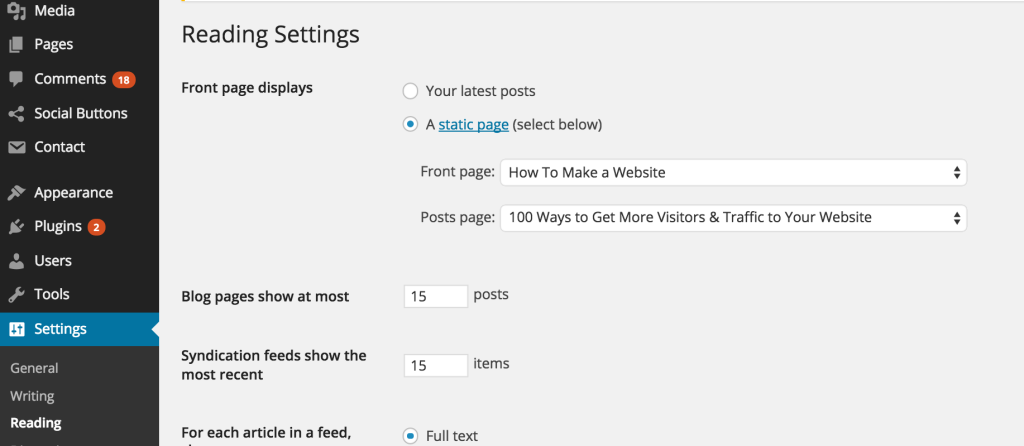 Media
Pages
Comments 18
Social Buttons
Contact
Appearance
Plugins 2
Users
Tools
Settings
General
Writing
Reading
Reading Settings
Front page displays
Your latest posts
A static page (select below)
Front page: How To Make a Website
Posts page: 100 Ways to Get More Visitors & Traffic to Your Website
Blog pages show at most 15 posts
Syndication feeds show the
most recent
15 items
For each article in a feed,
Full text